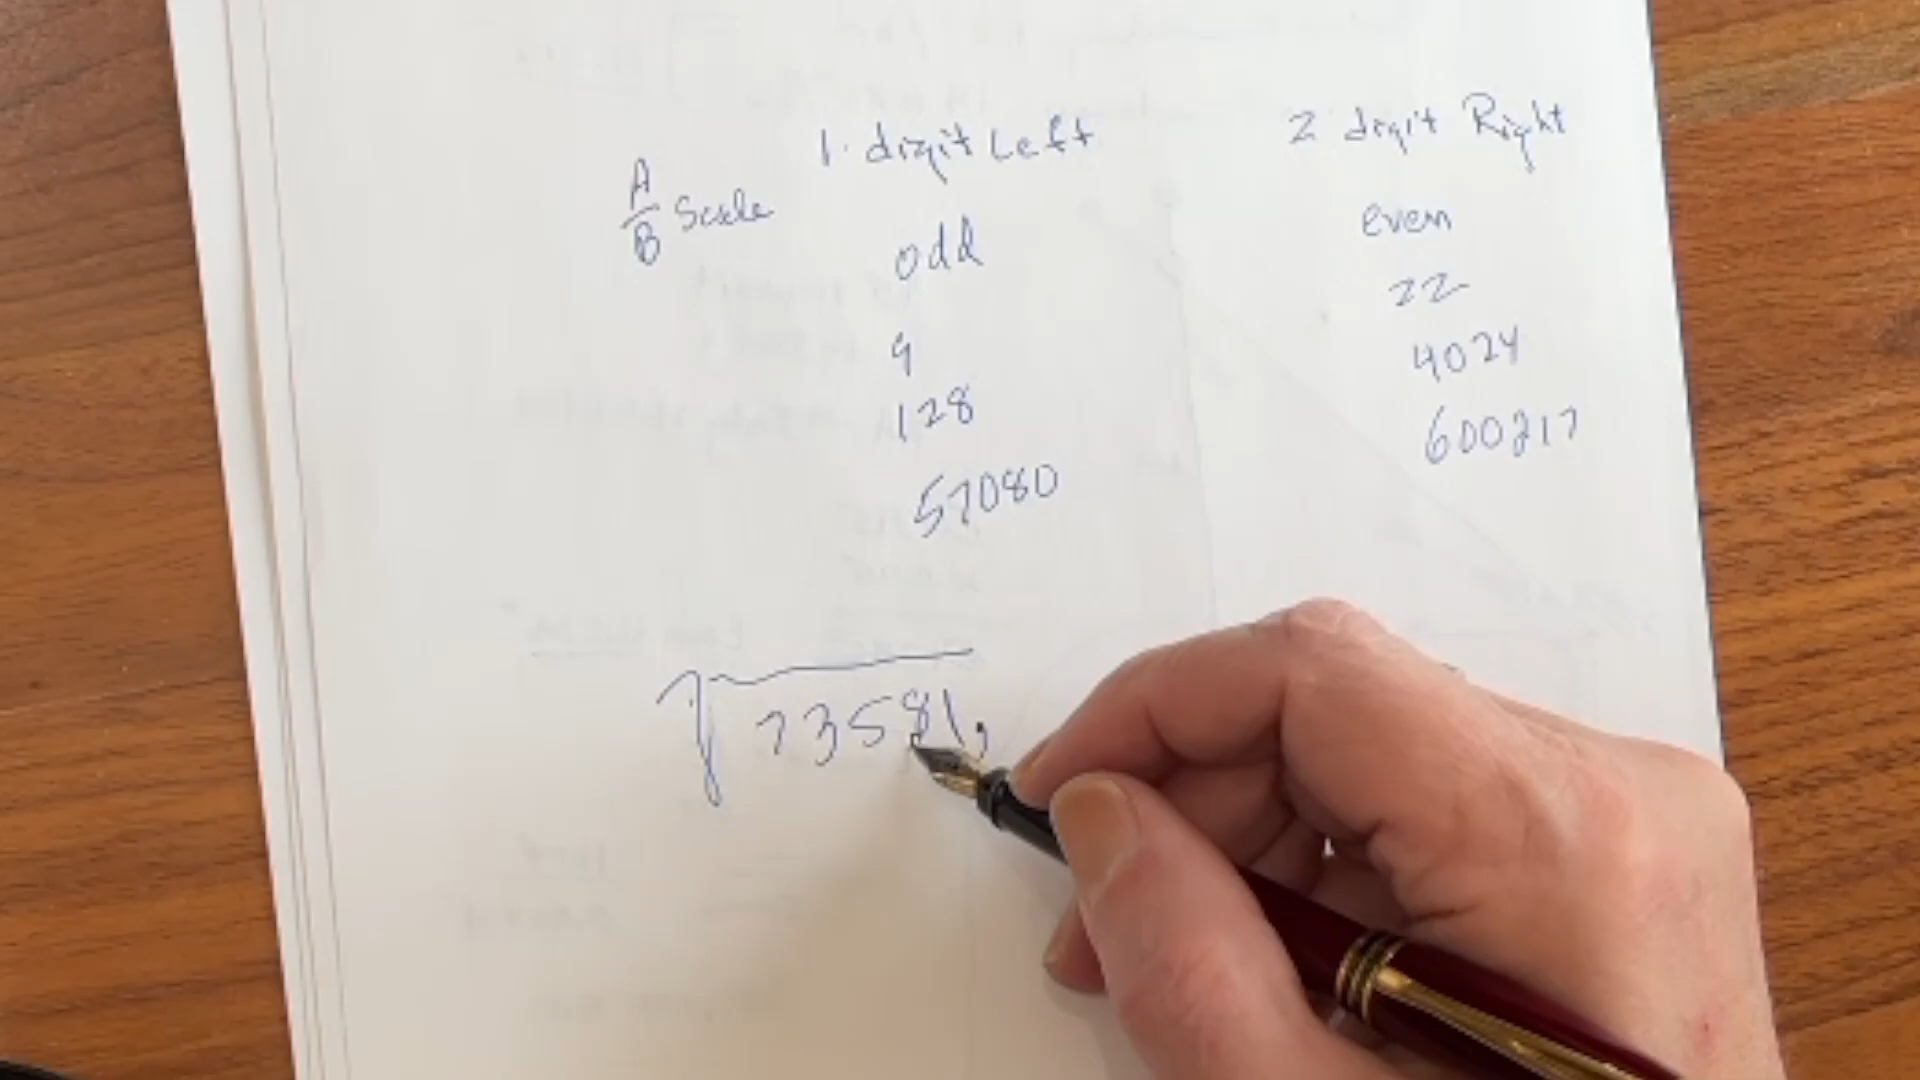 A
B Scale
1. digit Left
odd
9
128
57080
2 digit Right
even
22
4024
600217
√73581,